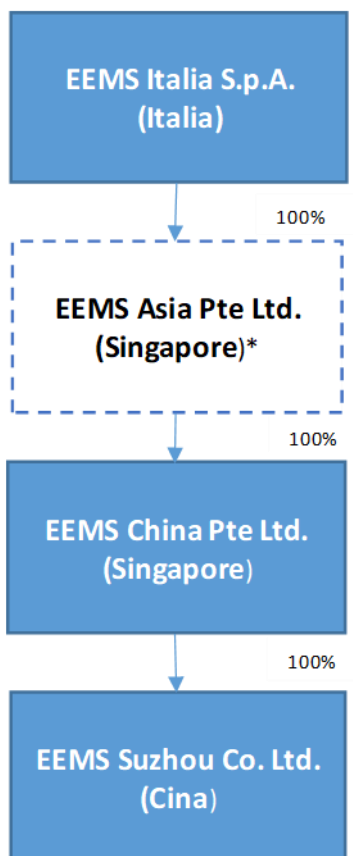 EEMS Italia S.p.A.
(Italia)
100%
EEMS Asia Pte Ltd.
(Singapore)*
100%
EEMS China Pte Ltd.
(Singapore)
100%
EEMS Suzhou Co. Ltd.
(Cina)